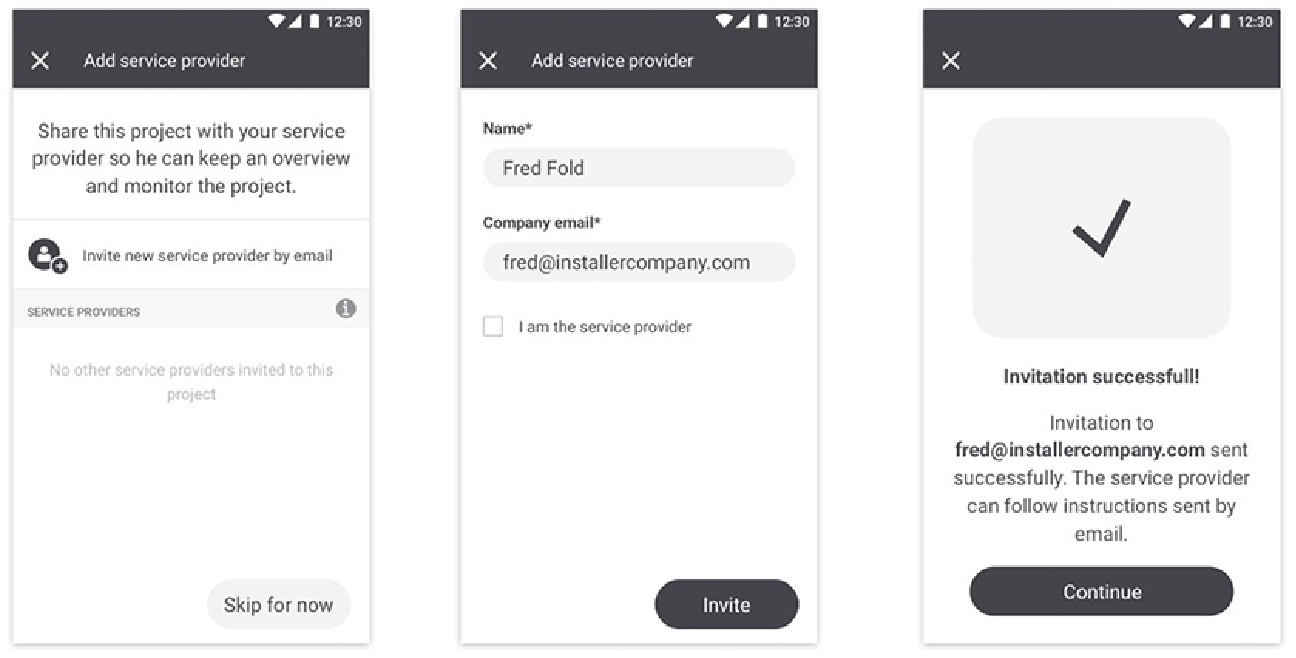 12:30
Add service provider
Share this project with your service
provider so he can keep an overview
and monitor the project.
Invite new service provider by email
SERVICE PROVIDERS
No other service providers invited to this
project
Skip for now
12:30
Add service provider
Name*
Fred Fold
Company email*
fred@installercompany.com
I am the service provider
Invite
12:30
Invitation successfull!
Invitation to
fred@installercompany.com sent
successfully. The service provider
can follow instructions sent by
email.
Continue